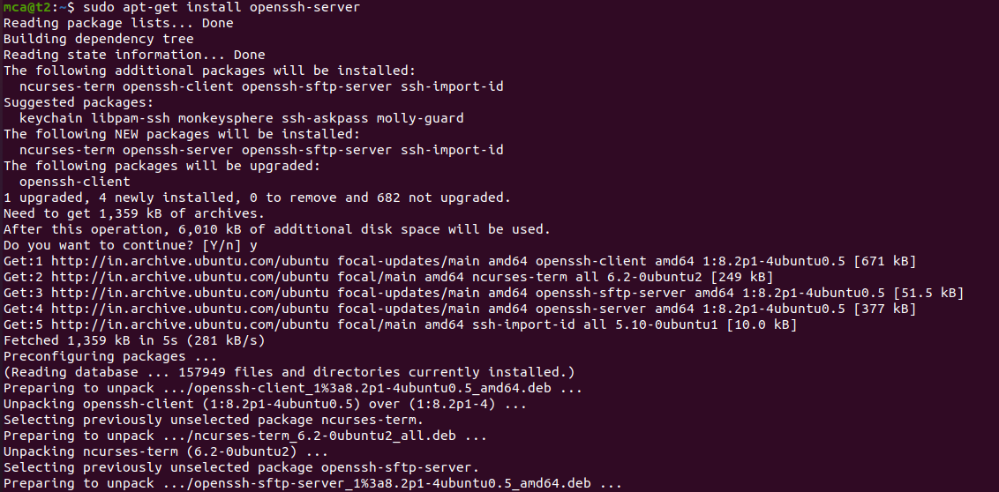 mca@t2:~$ sudo apt-get install openssh-server
Reading package lists... Done
Building dependency tree
Reading state information... Done
The following additional packages will be installed:
  ncurses-term openssh-client openssh-sftp-server ssh-import-id
Suggested packages:
  keychain libpam-ssh monkeysphere ssh-askpass molly-guard
The following NEW packages will be installed:
  ncurses-term openssh-server openssh-sftp-server ssh-import-id
The following packages will be upgraded:
  openssh-client
1 upgraded, 4 newly installed, 0 to remove and 682 not upgraded.
Need to get 1,359 kB of archives.
After this operation, 6,010 kB of additional disk space will be used.
Do you want to continue? [Y/n] y
Get:1 http://in.archive.ubuntu.com/ubuntu focal-updates/main amd64 openssh-client amd64 1:8.2p1-4ubuntu0.5 [671 kB]
Get:2 http://in.archive.ubuntu.com/ubuntu focal/main amd64 ncurses-term all 6.2-0ubuntu2 [249 kB]
Get:3 http://in.archive.ubuntu.com/ubuntu focal-updates/main amd64 openssh-sftp-server amd64 1:8.2p1-4ubuntu0.5 [51.5 kB]
Get:4 http://in.archive.ubuntu.com/ubuntu focal-updates/main amd64 openssh-server amd64 1:8.2p1-4ubuntu0.5 [377 kB]
Get:5 http://in.archive.ubuntu.com/ubuntu focal/main amd64 ssh-import-id all 5.10-0ubuntu1 [10.0 kB]
Fetched 1,359 kB in 5s (281 kB/s)
Preconfiguring packages ...
(Reading database ... 157949 files and directories currently installed.)
Preparing to unpack .../openssh-client_1%3a8.2p1-4ubuntu0.5_amd64.deb ...
Unpacking openssh-client (1:8.2p1-4ubuntu0.5) over (1:8.2p1-4) ...
Selecting previously unselected package ncurses-term.
Preparing to unpack .../ncurses-term_6.2-0ubuntu2_all.deb ...
Unpacking ncurses-term (6.2-0ubuntu2) ...
Selecting previously unselected package openssh-sftp-server.
Preparing to unpack .../openssh-sftp-server_1%3a8.2p1-4ubuntu0.5_amd64.deb ...